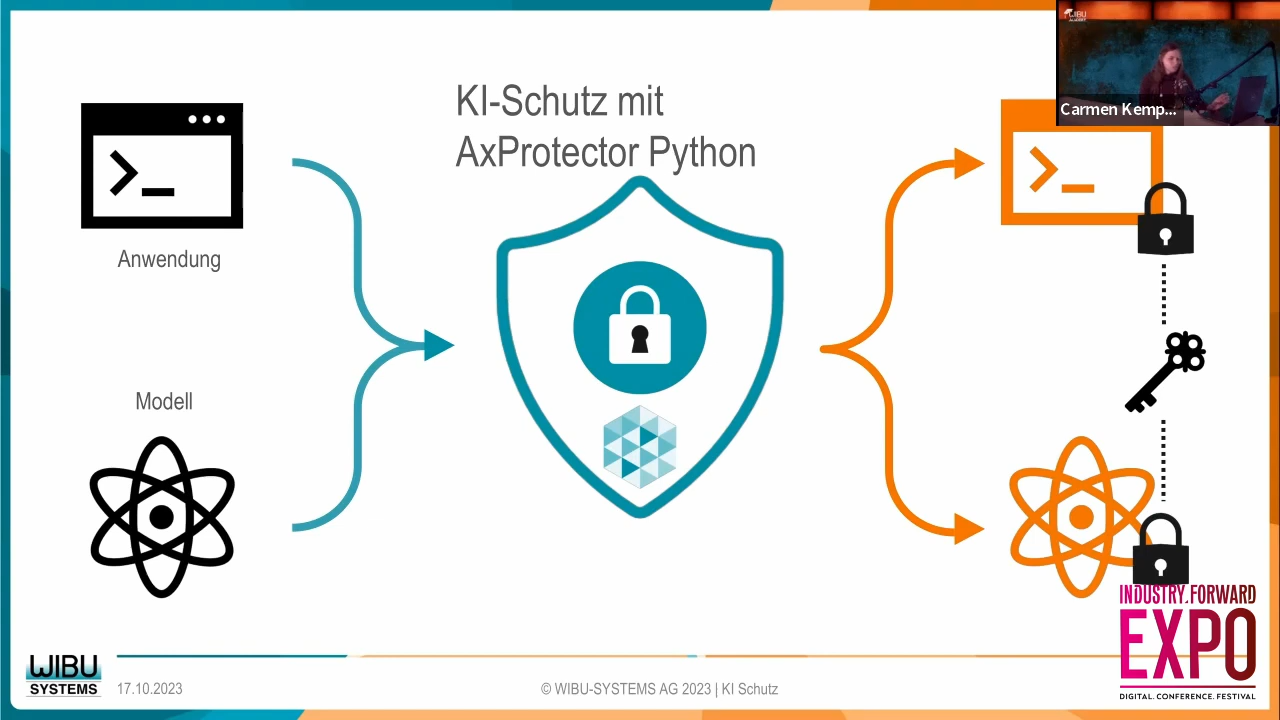 KI-Schutz mit
AxProtector Python
WIBU
Carmen Kemp...
Anwendung
Modell
INDUSTRY.FORWARD
EXPO
DIGITAL.CONFERENCE.FESTIVAL
WIBU
SYSTEMS
17.10.2023
© WIBU-SYSTEMS AG 2023 | KI Schutz